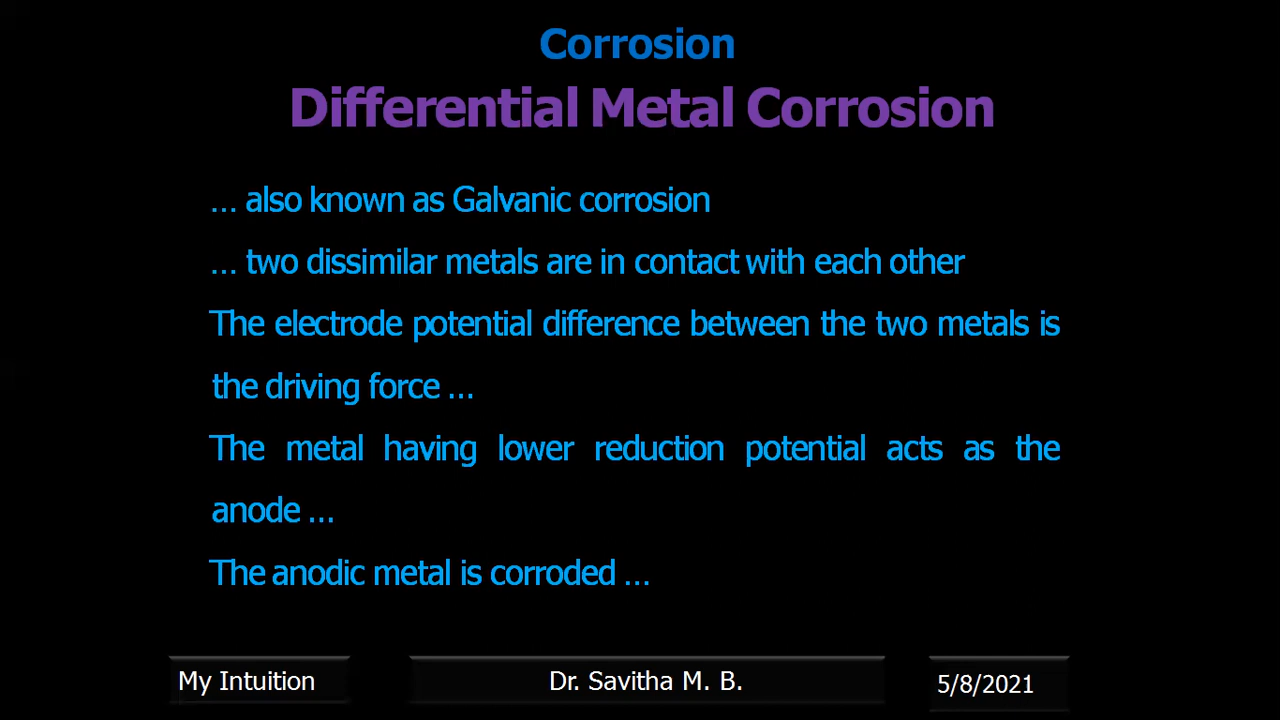 Corrosion
Differential Metal Corrosion
... also known as Galvanic corrosion
... two dissimilar metals are in contact with each other
The electrode potential difference between the two metals is
the driving force ...
The metal having lower reduction potential acts as the
anode ...
The anodic metal is corroded ...
My Intuition
Dr. Savitha M. B.
5/8/2021